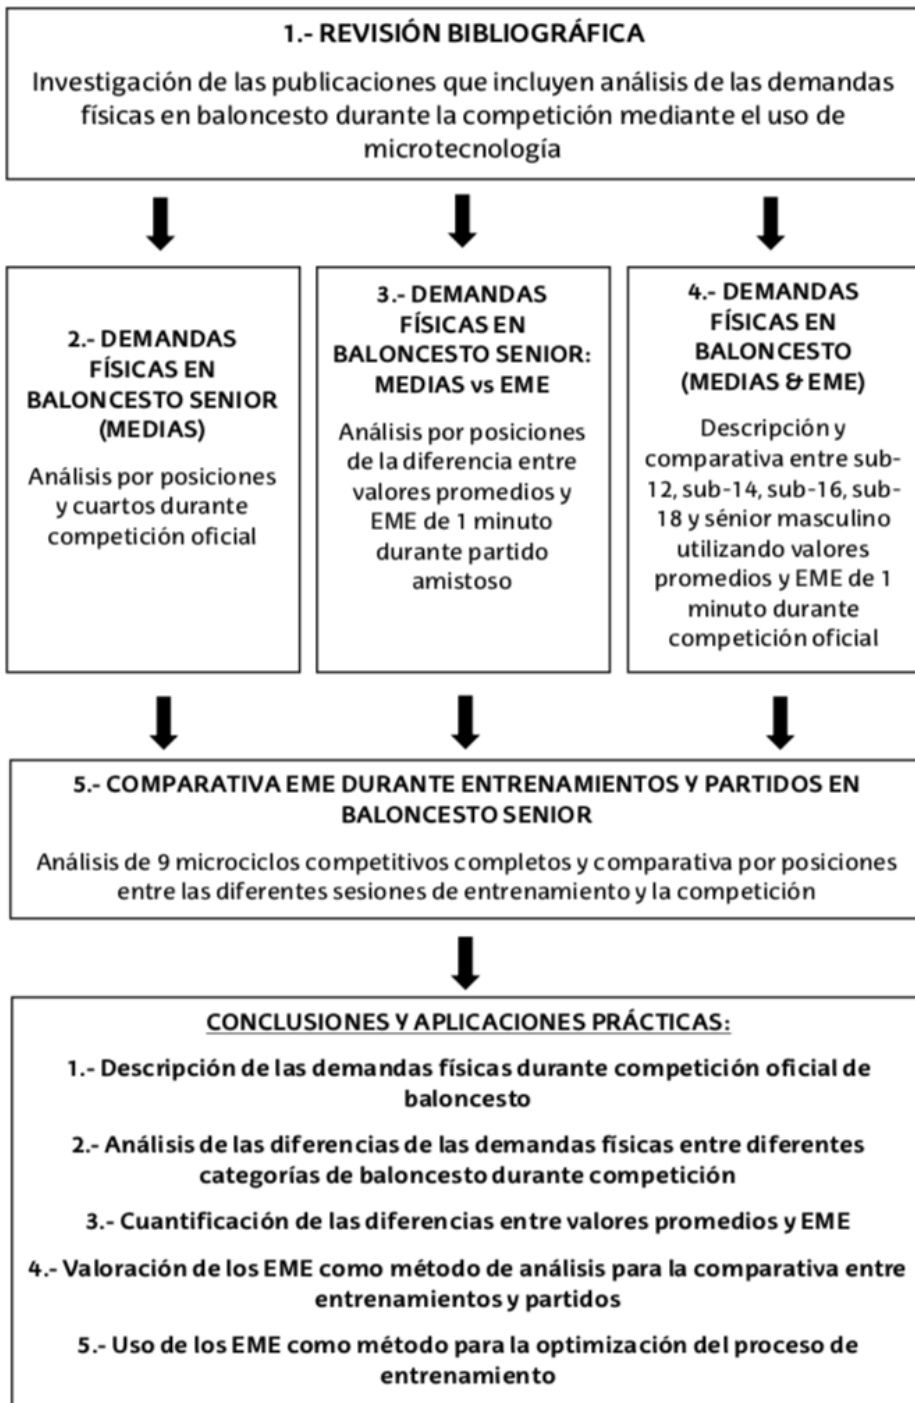 1.- REVISIÓN BIBLIOGRÁFICA
Investigación de las publicaciones que incluyen análisis de las demandas
físicas en baloncesto durante la competición mediante el uso de
microtecnología
2.- DEMANDAS
FÍSICAS EN
BALONCESTO SENIOR
(MEDIAS)
Análisis por posiciones
y cuartos durante
competición oficial
3.- DEMANDAS
FÍSICAS EN
BALONCESTO SENIOR:
MEDIAS vs EME
Análisis por posiciones
de la diferencia entre
valores promedios y
EME de 1 minuto
durante partido
amistoso
4.- DEMANDAS
FÍSICAS EN
BALONCESTO
(MEDIAS & EME)
Descripción y
comparativa entre sub-
12, sub-14, sub-16, sub-
18 y sénior masculino
utilizando valores
promedios y EME de 1
minuto durante
competición oficial
5.- COMPARATIVA EME DURANTE ENTRENAMIENTOS Y PARTIDOS EN
BALONCESTO SENIOR
Análisis de 9 microciclos competitivos completos y comparativa por posiciones
entre las diferentes sesiones de entrenamiento y la competición
CONCLUSIONES Y APLICACIONES PRÁCTICAS:
1.- Descripción de las demandas físicas durante competición oficial de
baloncesto
2.- Análisis de las diferencias de las demandas físicas entre diferentes
categorías de baloncesto durante competición
3.- Cuantificación de las diferencias entre valores promedios y EME
4.- Valoración de los EME como método de análisis para la comparativa entre
entrenamientos y partidos
5.- Uso de los EME como método para la optimización del proceso de
entrenamiento